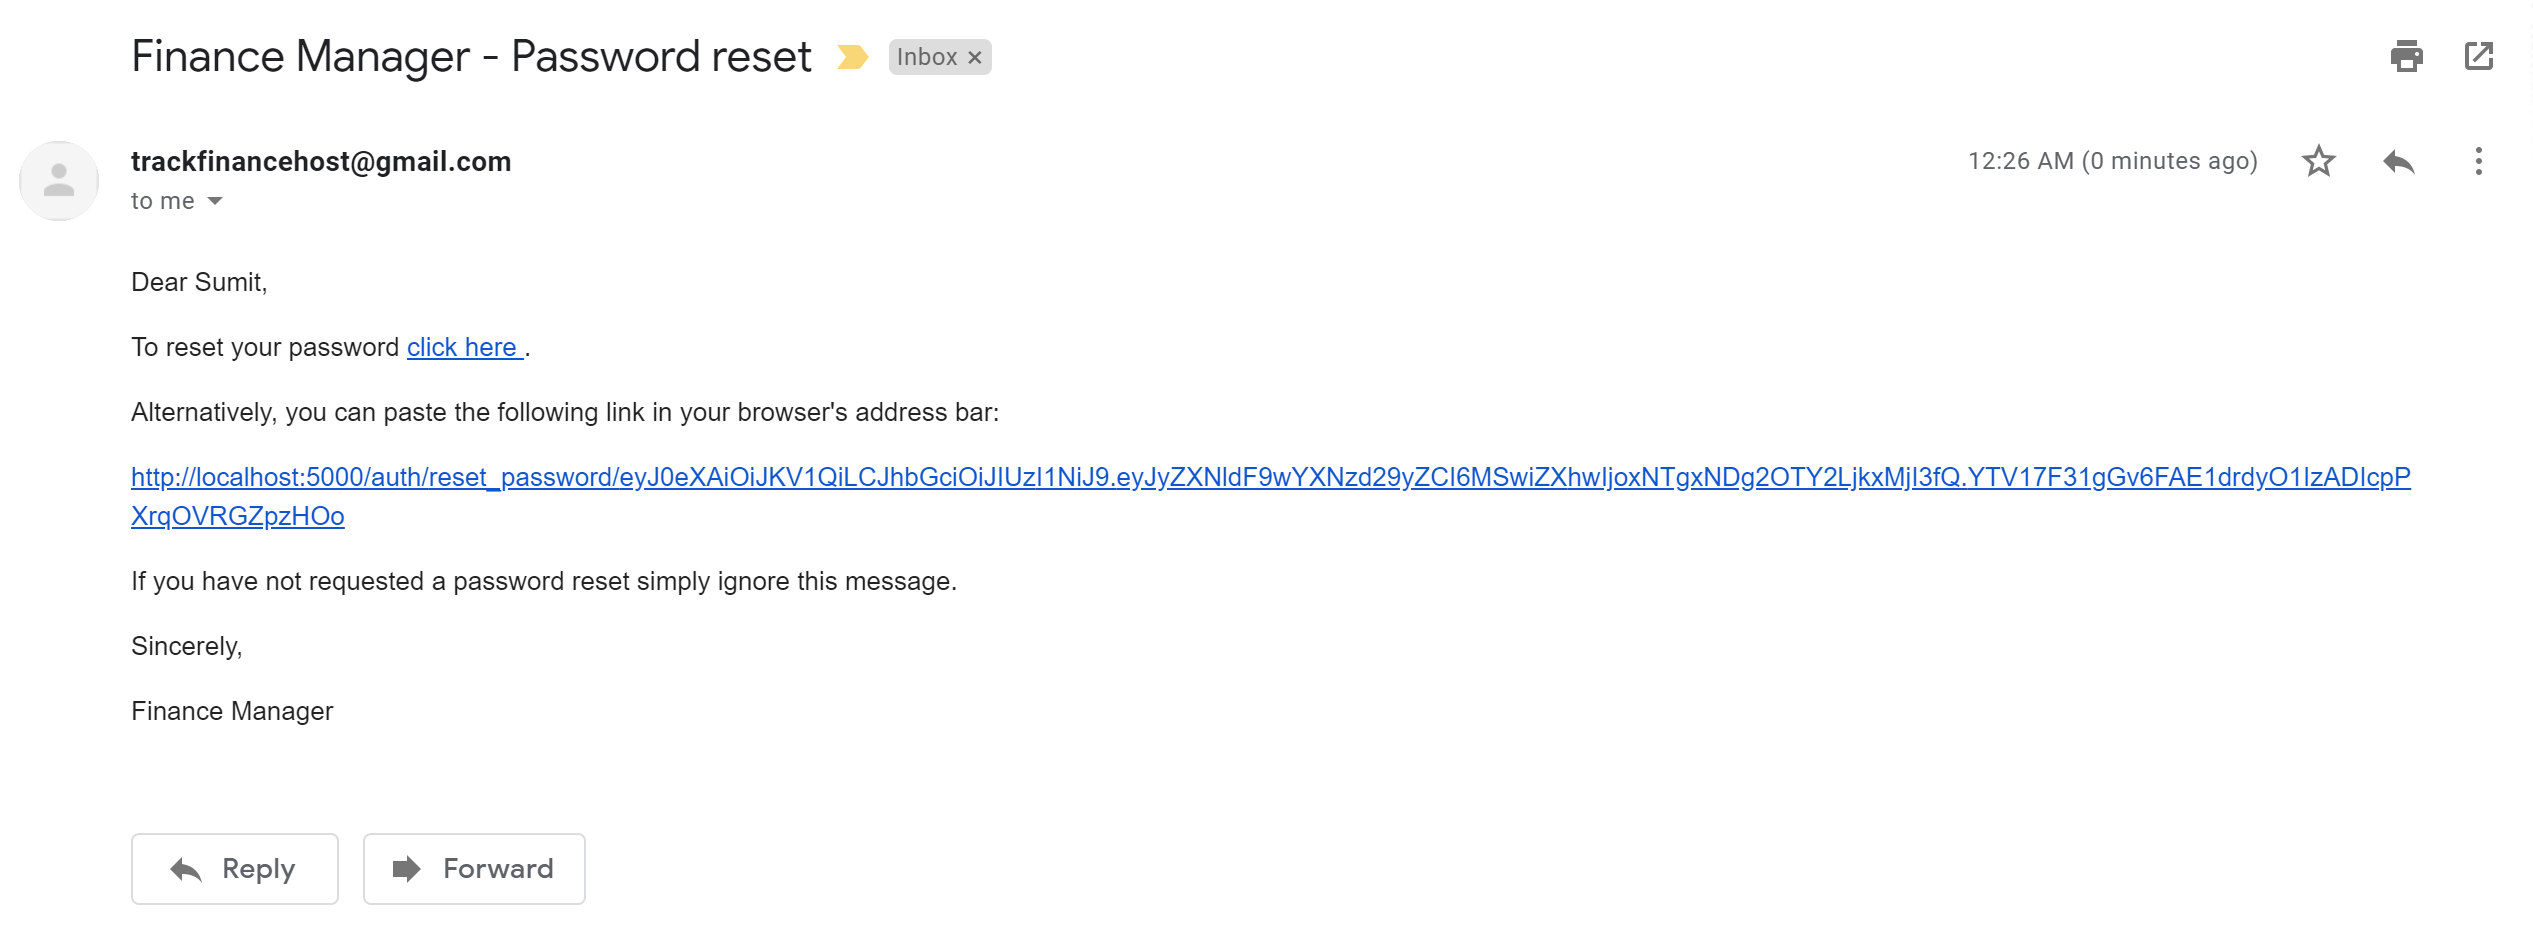 Finance Manager - Password reset Inbox ×
trackfinancehost@gmail.com 12:26 AM (0 minutes ago)
to me
Dear Sumit,
To reset your password click here .
Alternatively, you can paste the following link in your browser's address bar:
http://localhost:5000/auth/reset_password/eyJ0eXAiOiJKV1QiLCJhbGciOiJIUzI1NiJ9.eyJyZXNldF9wYXNzd29yZCI6MSwiZXhwIjoxNTgxNDg2OTY2LjkxMjI3fQ.YTV17F31gGv6FAE1drdyO1IzADIcpP
XrqOVRGZpzHOo
If you have not requested a password reset simply ignore this message.
Sincerely,
Finance Manager
Reply Forward